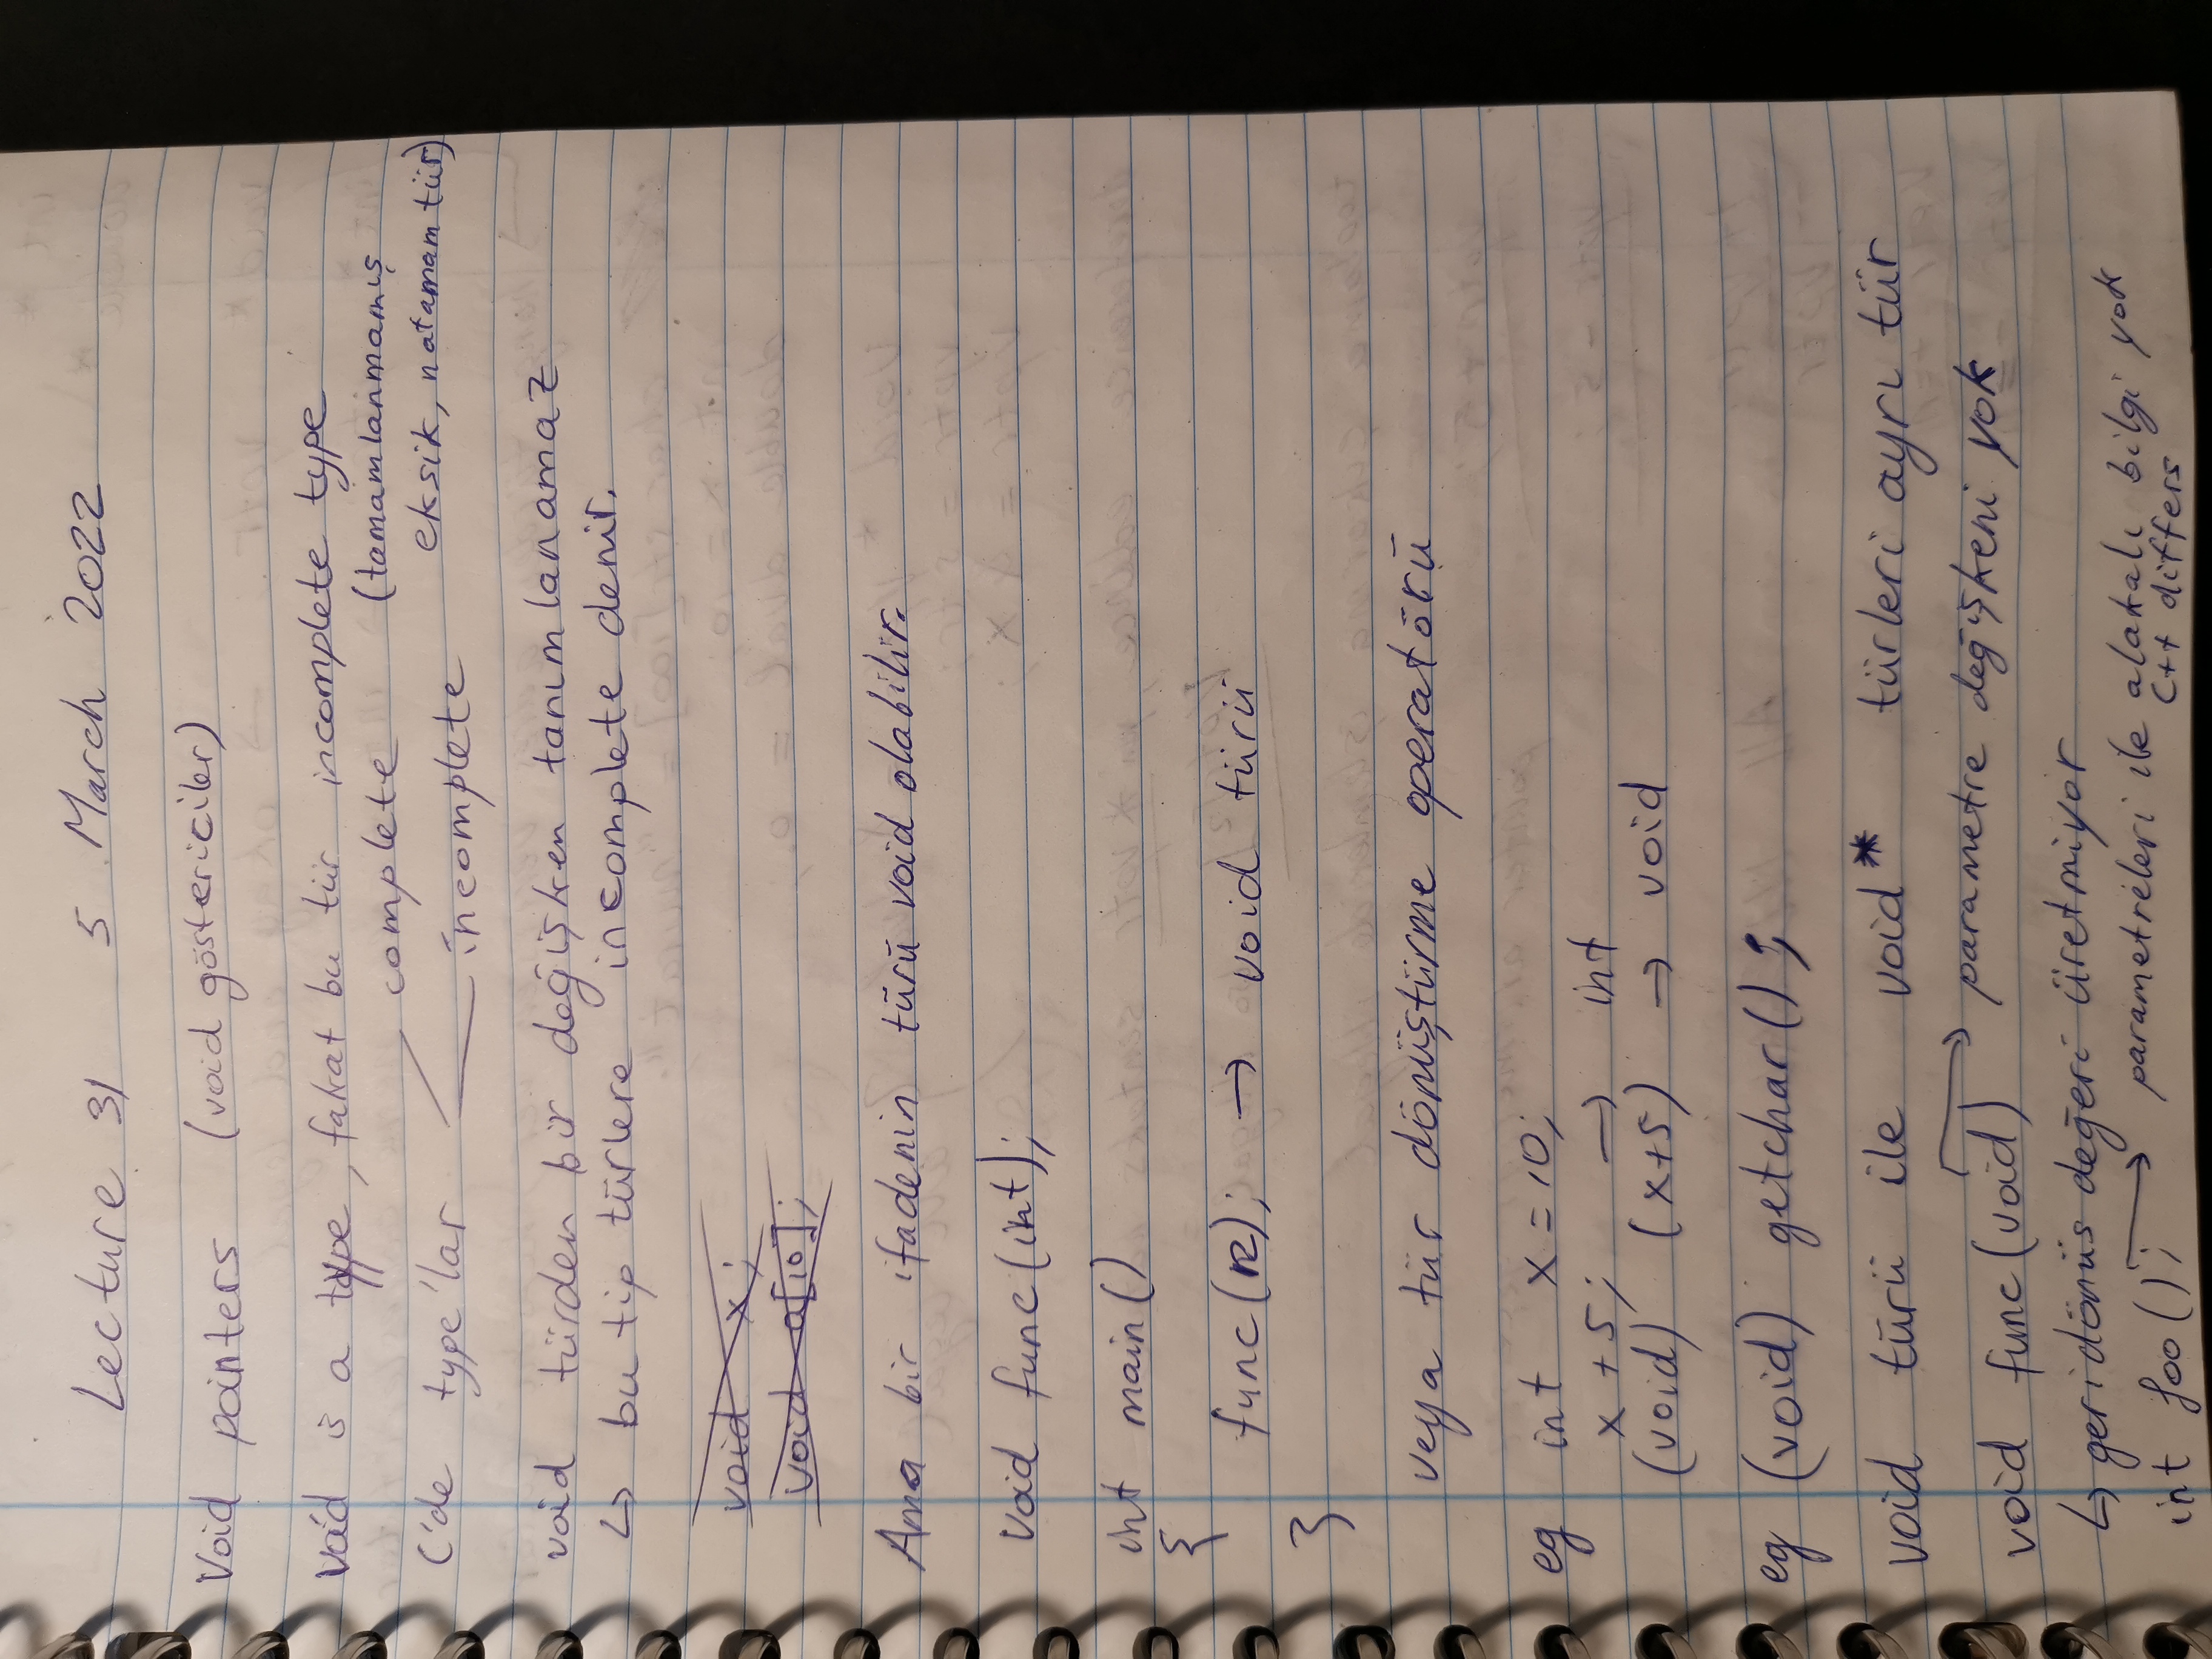 Lecture 31 5 March 2022
Void pointers (void göstericiler)
Void is a type, fakat bu tür incomplete type
(tamamlanmamış
eksik, natamam tür)
C'de type'lar
complete
incomplete
void türden bir değişken tanımlanamaz
↳ bu tip türlere incomplete denir.
void x;
void a[10];
Ama bir ifadenin türü void olabilir.
Void func(int);
int main()
{
func(12); → void türü
}
veya tür dönüştürme operatörü
eg int x = 10;
x + 5; → int
(void) (x+5) → void
eg (void) getchar();
void türü ile void* türleri ayrı tür
void func(void) → parametre değişkeni yok
↳ geridönüs değeri üretmiyor
int foo(); → parametreleri ile alakalı bilgi yok
C++ differs